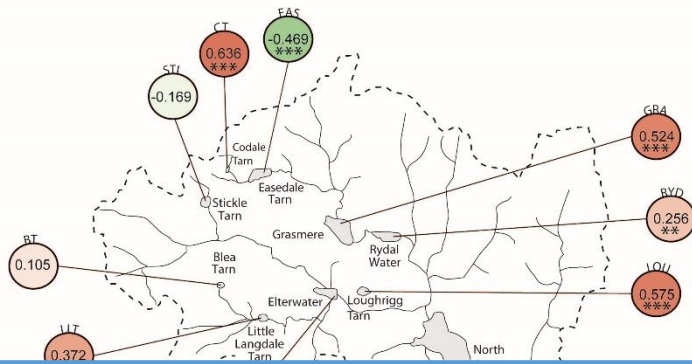 EAS
-0.469
***
CT
0.636
***
STI
-0.169
GRA
0.524
***
Codale
Tarn
Easedale
Tarn
Stickle
Tarn
RYD
0.256
**
Grasmere
Rydal
Water
BT
0.105
Blea
Tarn
LOU
0.575
***
Elterwater
Loughrigg
Tarn
Little
Langdale
Tarn
LLT
0.372
North